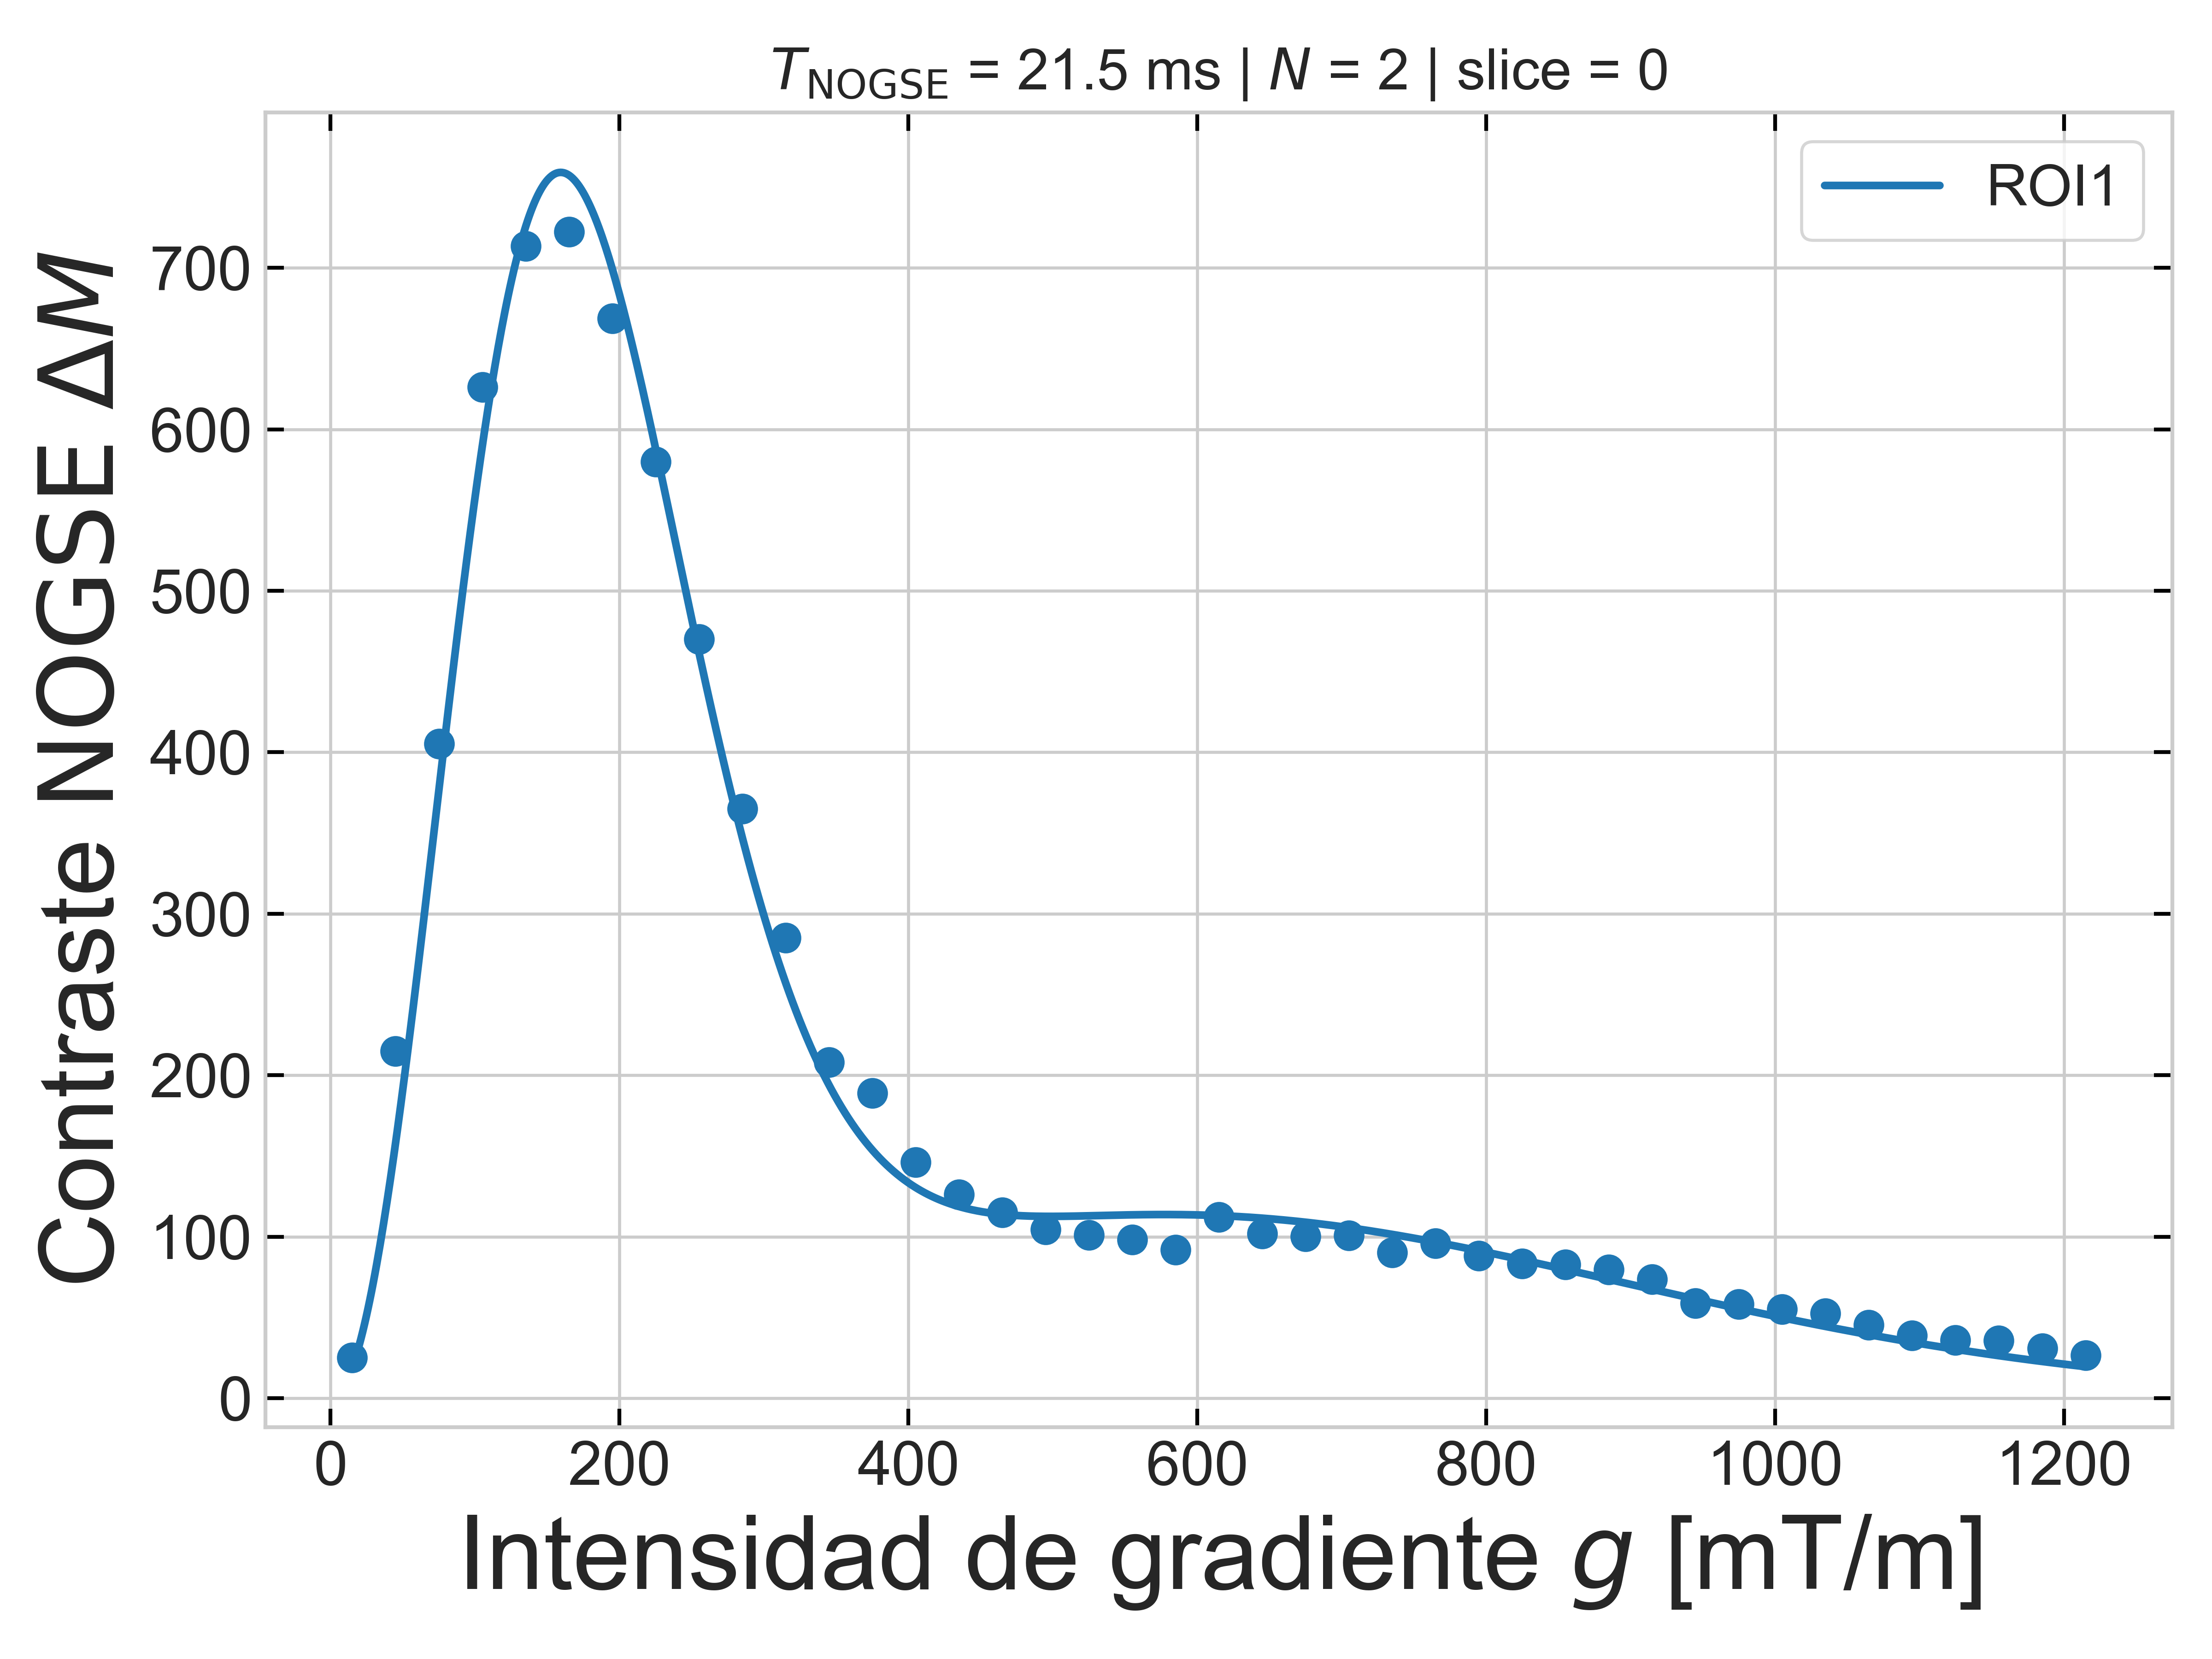 T_NOGSE = 21.5 ms | N = 2 | slice = 0
ROI1
Contraste NOGSE ΔM
700
600
500
400
300
200
100
0
0 200 400 600 800 1000 1200
Intensidad de gradiente g [mT/m]